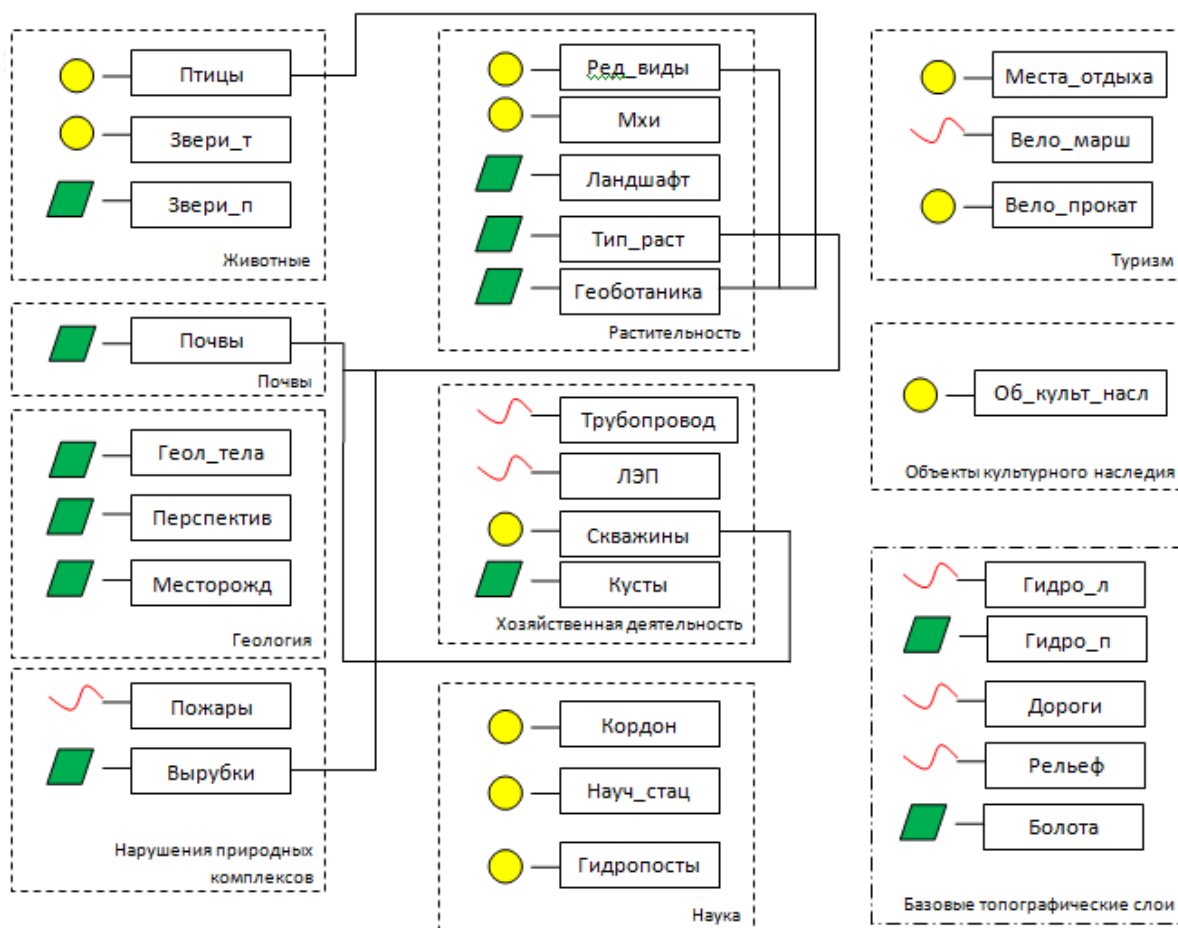 Птицы
Звери_т
Звери_п
Животные
Ред_виды
Мхи
Ландшафт
Тип_раст
Геоботаника
Растительность
Места_отдыха
Вело_марш
Вело_прокат
Туризм
Почвы
Почвы
Геол_тела
Перспектив
Месторожд
Геология
Трубопровод
ЛЭП
Скважины
Кусты
Хозяйственная деятельность
Об_культ_насл
Объекты культурного наследия
Пожары
Вырубки
Нарушения природных
комплексов
Кордон
Науч_стац
Гидропосты
Наука
Гидро_л
Гидро_п
Дороги
Рельеф
Болота
Базовые топографические слои